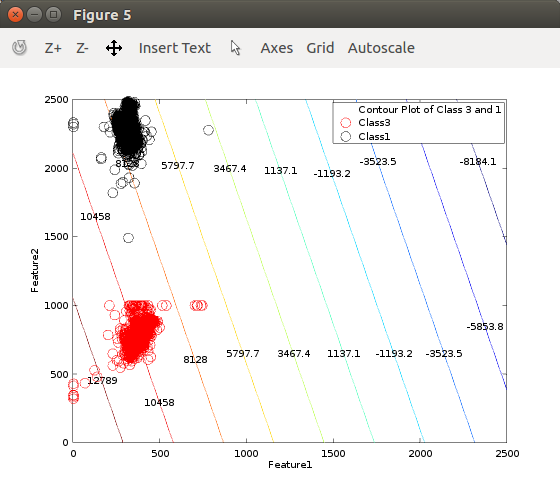 Figure 5
Z+ Z- Insert Text Axes Grid Autoscale
2500
Contour Plot of Class 3 and 1
Class3
Class1
2000
8128 5797.7 3467.4 1137.1 -1193.2 -3523.5 -8184.1
10458
1500
Feature2
1000
-5853.8
8128 5797.7 3467.4 1137.1 -1193.2 -3523.5
500
12789
10458
0
0 500 1000 1500 2000 2500
Feature1